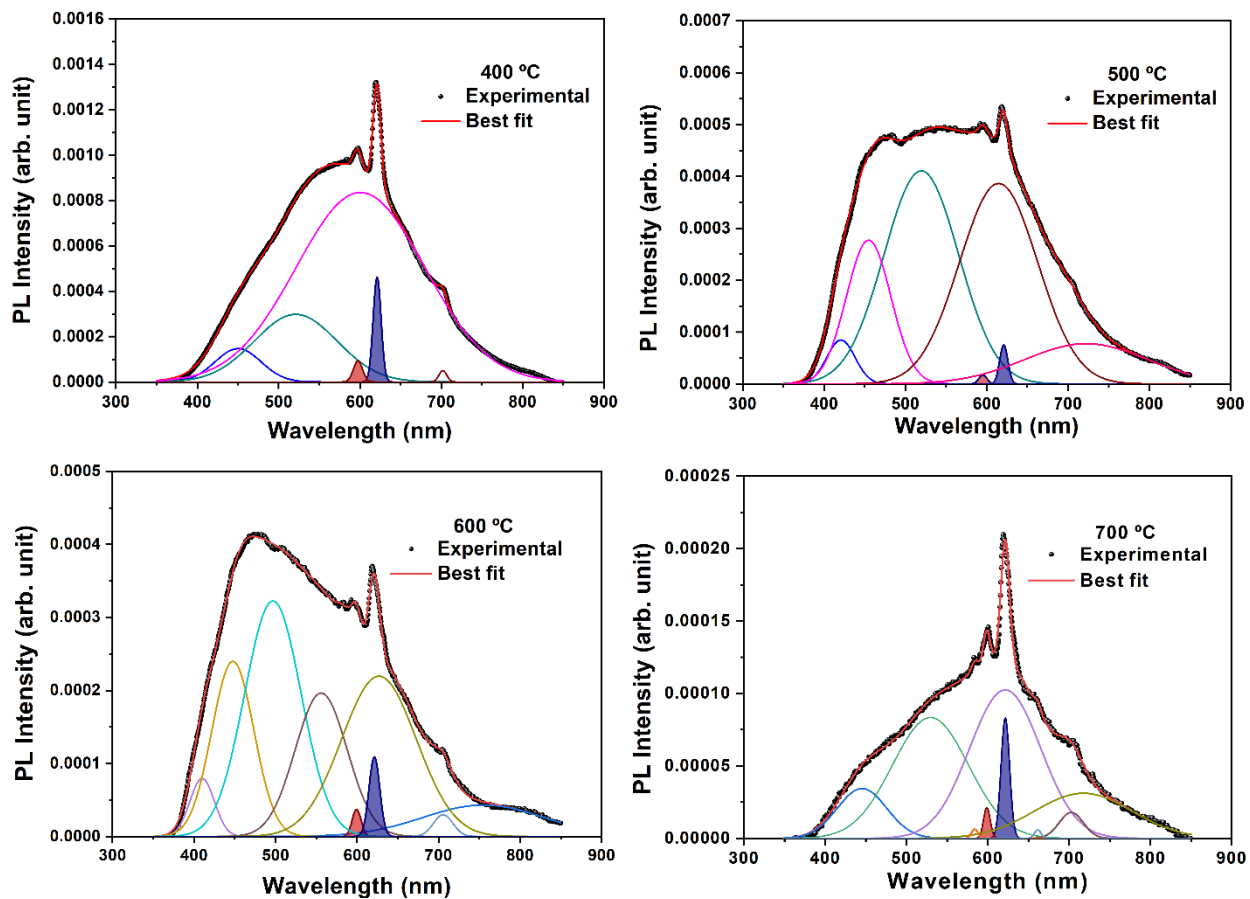 0.0016
0.0014
0.0012
0.0010
0.0008
0.0006
0.0004
0.0002
0.0000
PL Intensity (arb. unit)
400 ºC
Experimental
Best fit
300 400 500 600 700 800 900
Wavelength (nm)
0.0007
0.0006
0.0005
0.0004
0.0003
0.0002
0.0001
0.0000
PL Intensity (arb. unit)
500 ºC
Experimental
Best fit
300 400 500 600 700 800 900
Wavelength (nm)
0.0005
0.0004
0.0003
0.0002
0.0001
0.0000
PL Intensity (arb. unit)
600 ºC
Experimental
Best fit
300 400 500 600 700 800 900
Wavelength (nm)
0.00025
0.00020
0.00015
0.00010
0.00005
0.00000
PL Intensity (arb. unit)
700 ºC
Experimental
Best fit
300 400 500 600 700 800 900
Wavelength (nm)